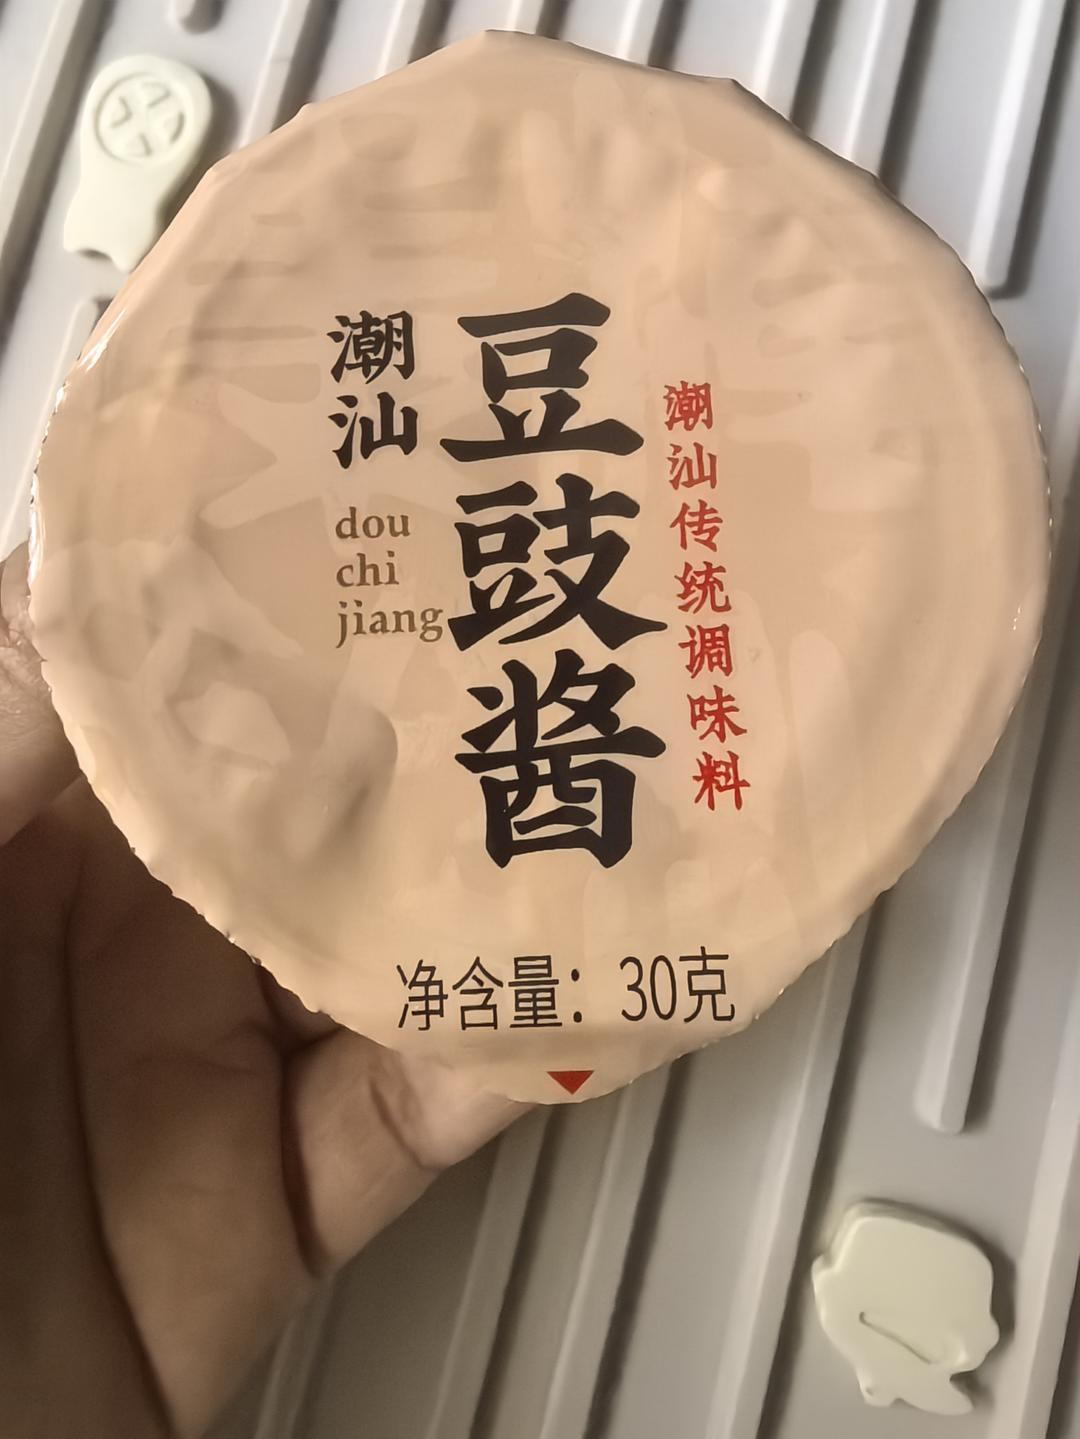 潮汕
dou
chi
jiang
豆豉酱
潮汕传统调味料
净含量：30克